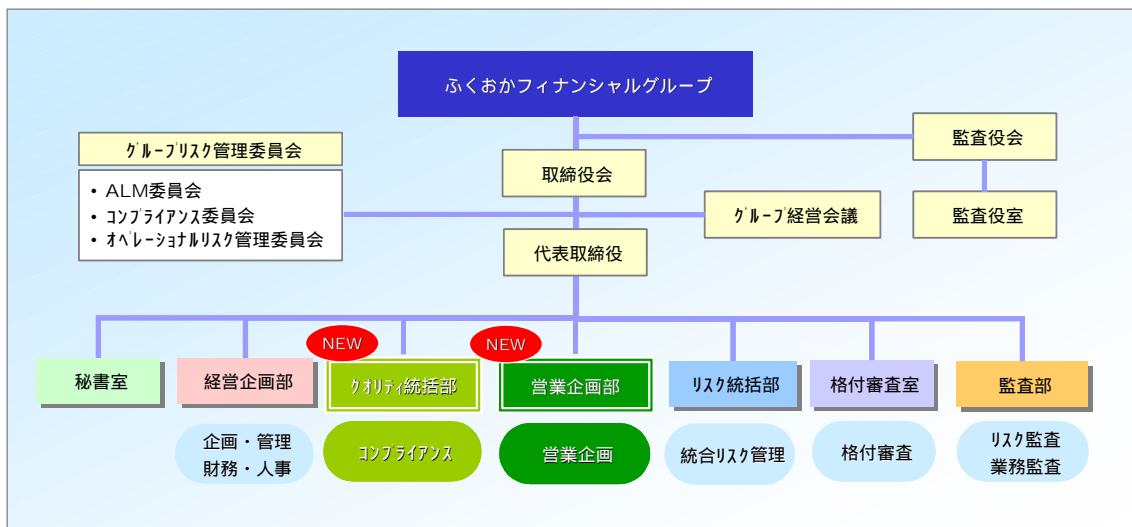 ふくおかフィナンシャルグループ
監査役会
ｸﾞﾙｰﾌﾟﾘｽｸ管理委員会
・ALM委員会
・ｺﾝﾌﾟﾗｲｱﾝｽ委員会
・ｵﾍﾟﾚｰｼｮﾅﾙﾘｽｸ管理委員会
取締役会
ｸﾞﾙｰﾌﾟ経営会議
監査役室
代表取締役
NEW
NEW
秘書室
経営企画部
ｸｵﾘﾃｨ統括部
営業企画部
ﾘｽｸ統括部
格付審査室
監査部
企画・管理
財務・人事
ｺﾝﾌﾟﾗｲｱﾝｽ
営業企画
統合ﾘｽｸ管理
格付審査
ﾘｽｸ監査
業務監査